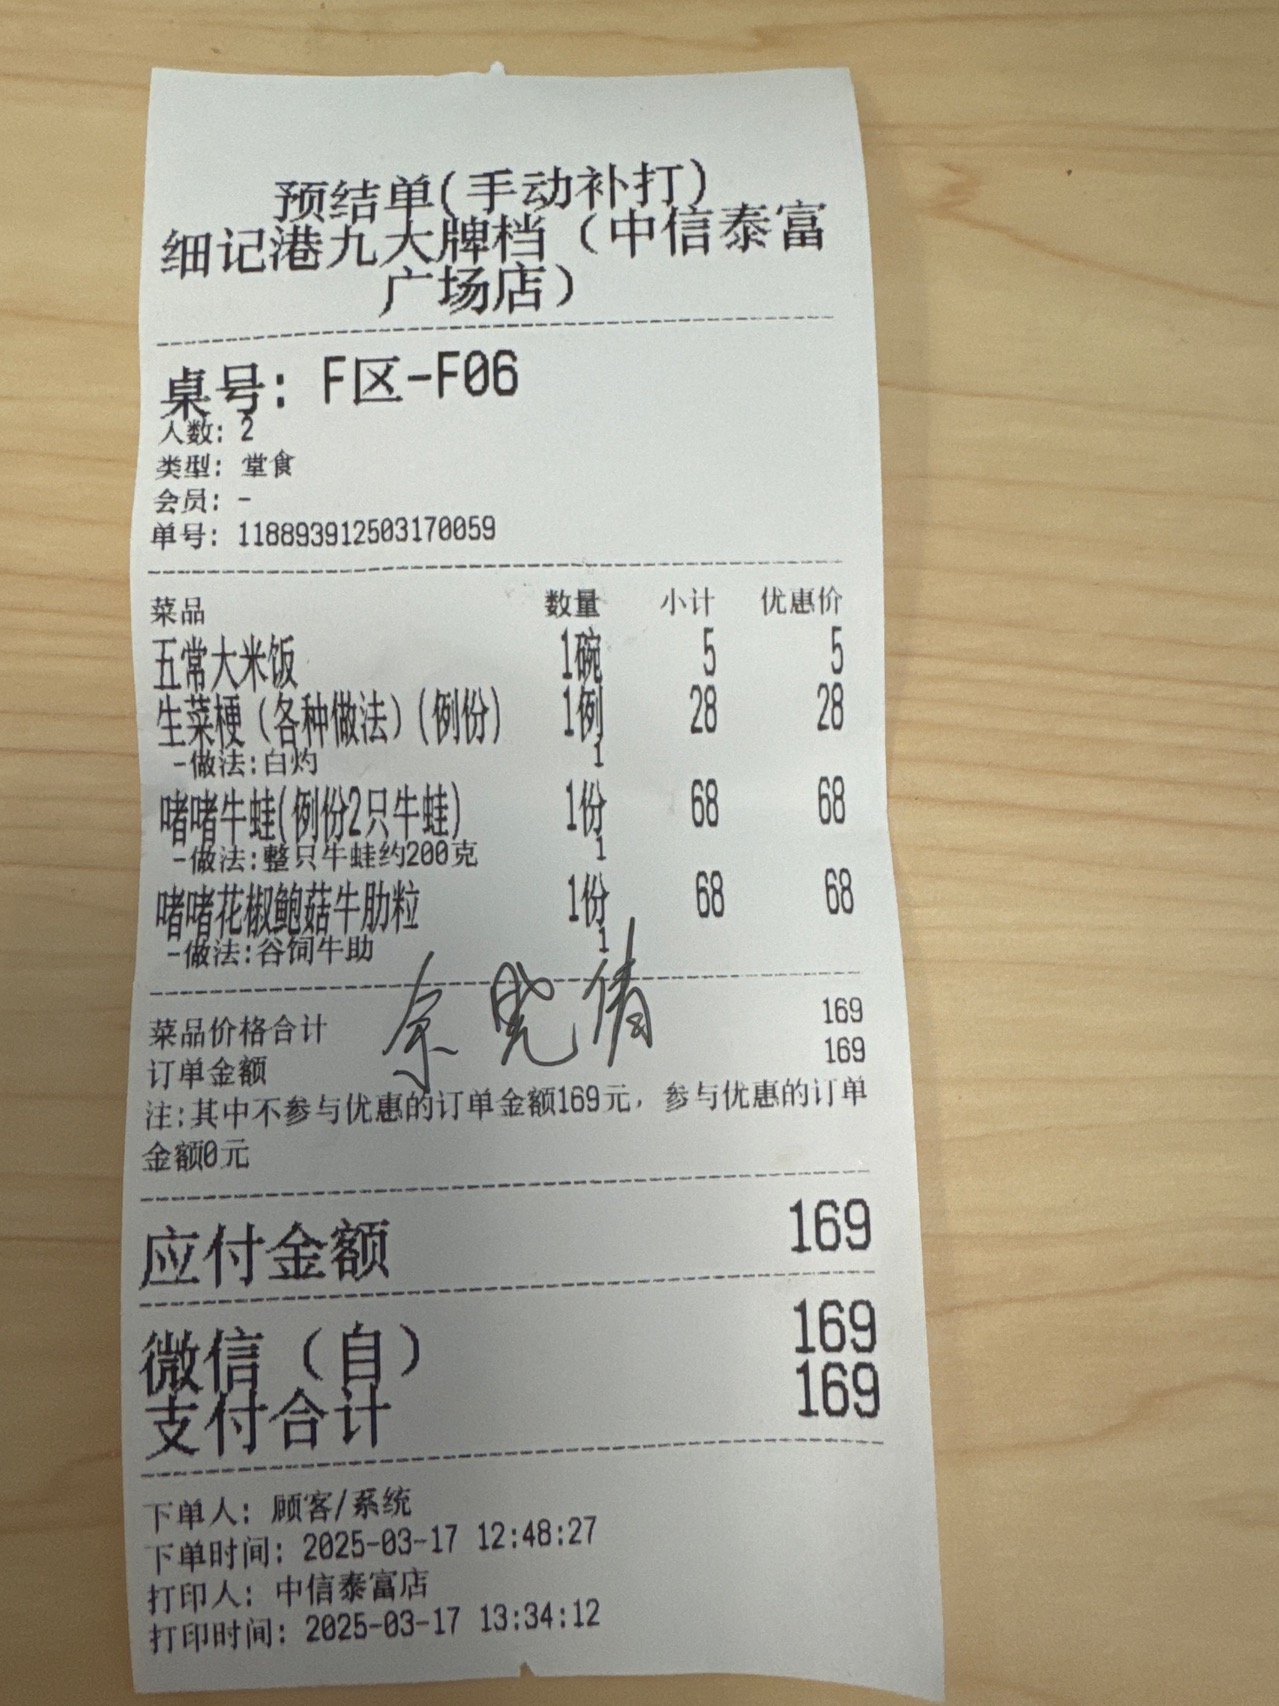 预结单(手动补打)
细记港九大牌档（中信泰富
广场店）
桌号: F区-F06
人数: 2
类型: 堂食
会员: -
单号: 118893912503170059
菜品 数量 小计 优惠价
五常大米饭 1碗 5 5
生菜梗（各种做法）(例份) 1例 28 28
-做法:白灼 1
啫啫牛蛙(例份2只牛蛙) 1份 68 68
-做法:整只牛蛙约200克 1
啫啫花椒鲍菇牛肋粒 1份 68 68
-做法:谷饲牛助 1
菜品价格合计 169
订单金额 169
注:其中不参与优惠的订单金额169元，参与优惠的订单
金额0元
应付金额 169
微信（自） 169
支付合计 169
下单人: 顾客/系统
下单时间: 2025-03-17 12:48:27
打印人: 中信泰富店
打印时间: 2025-03-17 13:34:12